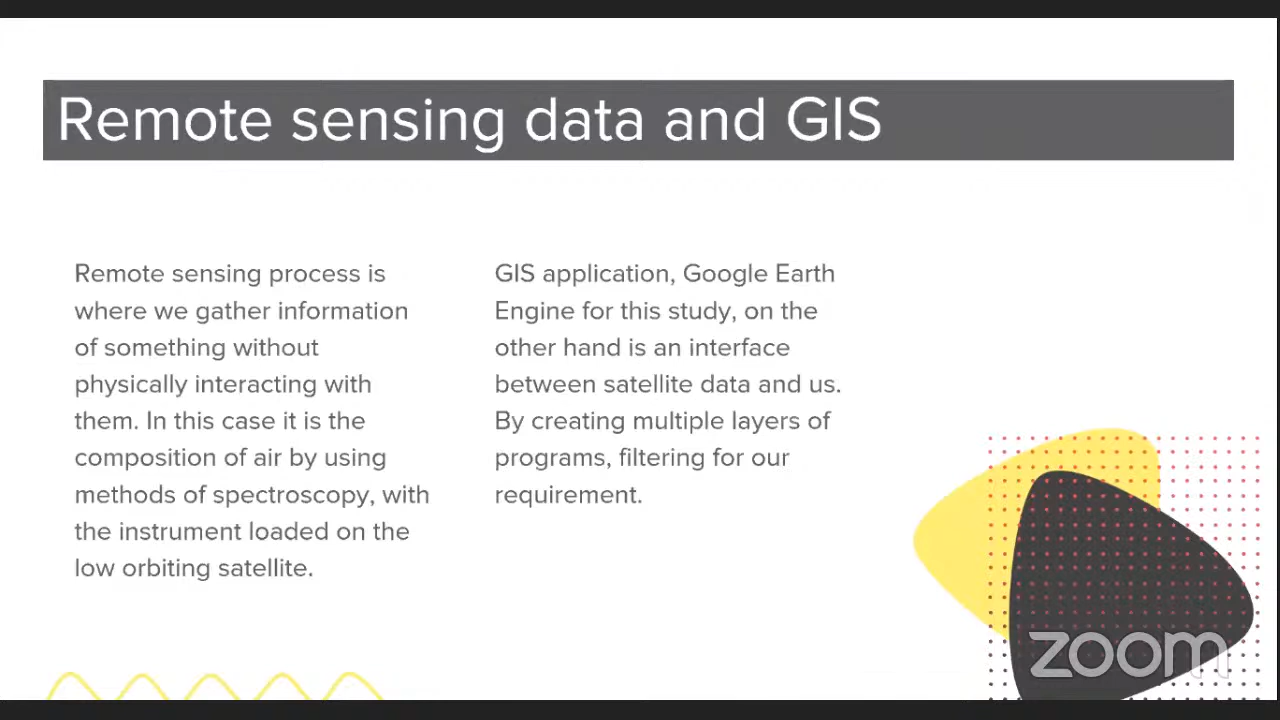 Remote sensing data and GIS
Remote sensing process is
where we gather information
of something without
physically interacting with
them. In this case it is the
composition of air by using
methods of spectroscopy, with
the instrument loaded on the
low orbiting satellite.
GIS application, Google Earth
Engine for this study, on the
other hand is an interface
between satellite data and us.
By creating multiple layers of
programs, filtering for our
requirement.
zoom